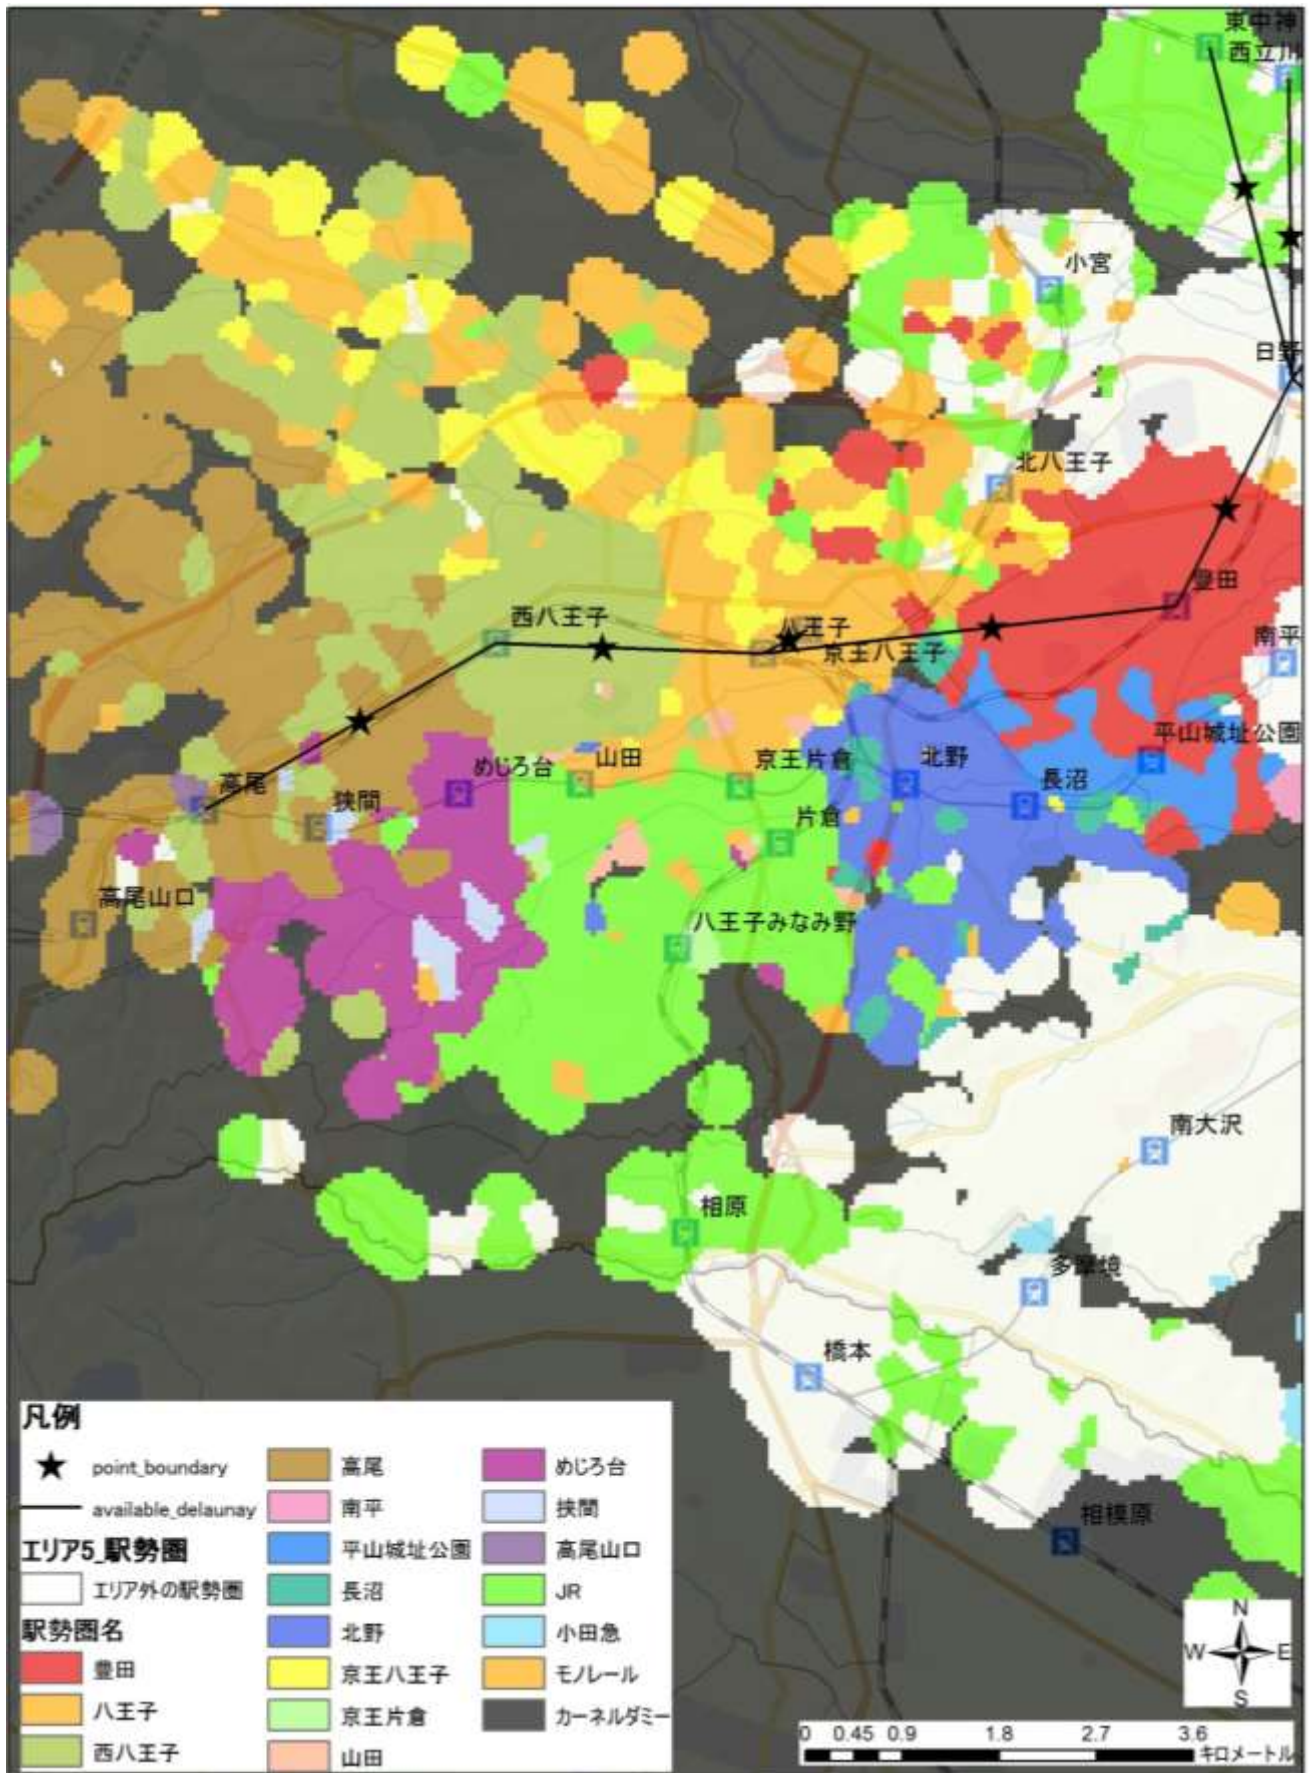 東中神
西立川
小宮
日野
北八王子
豊田
西八王子
八王子
京王八王子
南平
平山城址公園
山田
京王片倉
北野
めじろ台
高尾
長沼
狭間
片倉
高尾山口
八王子みなみ野
南大沢
相原
多摩境
橋本
相模原
凡例
point_boundary
available_delaunay
エリア5_駅勢圏
エリア外の駅勢圏
駅勢圏名
豊田
八王子
西八王子
高尾
南平
平山城址公園
長沼
北野
京王八王子
京王片倉
山田
めじろ台
狭間
高尾山口
JR
小田急
モノレール
カーネルダミー
N
W
E
S
0 0.45 0.9 1.8 2.7 3.6
キロメートル